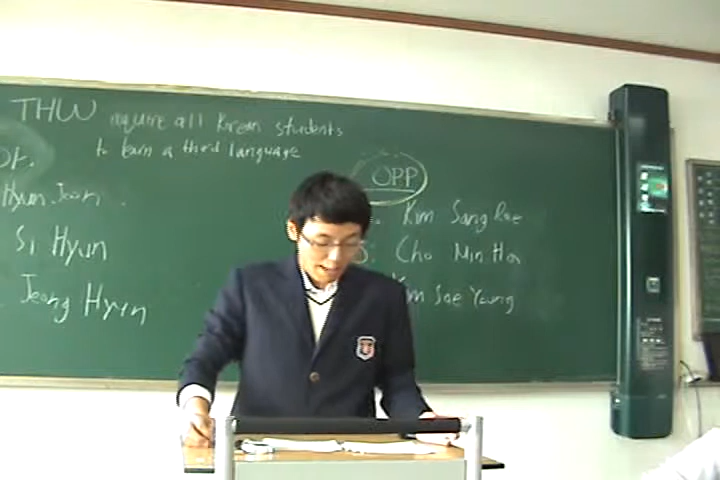 THW require all Korean students
to learn a third language
OPP
Hyun Jeon
Kim Sang Rae
Si Hyun
Cho Min Ho
Jeong Hyun
Kim Sae Young